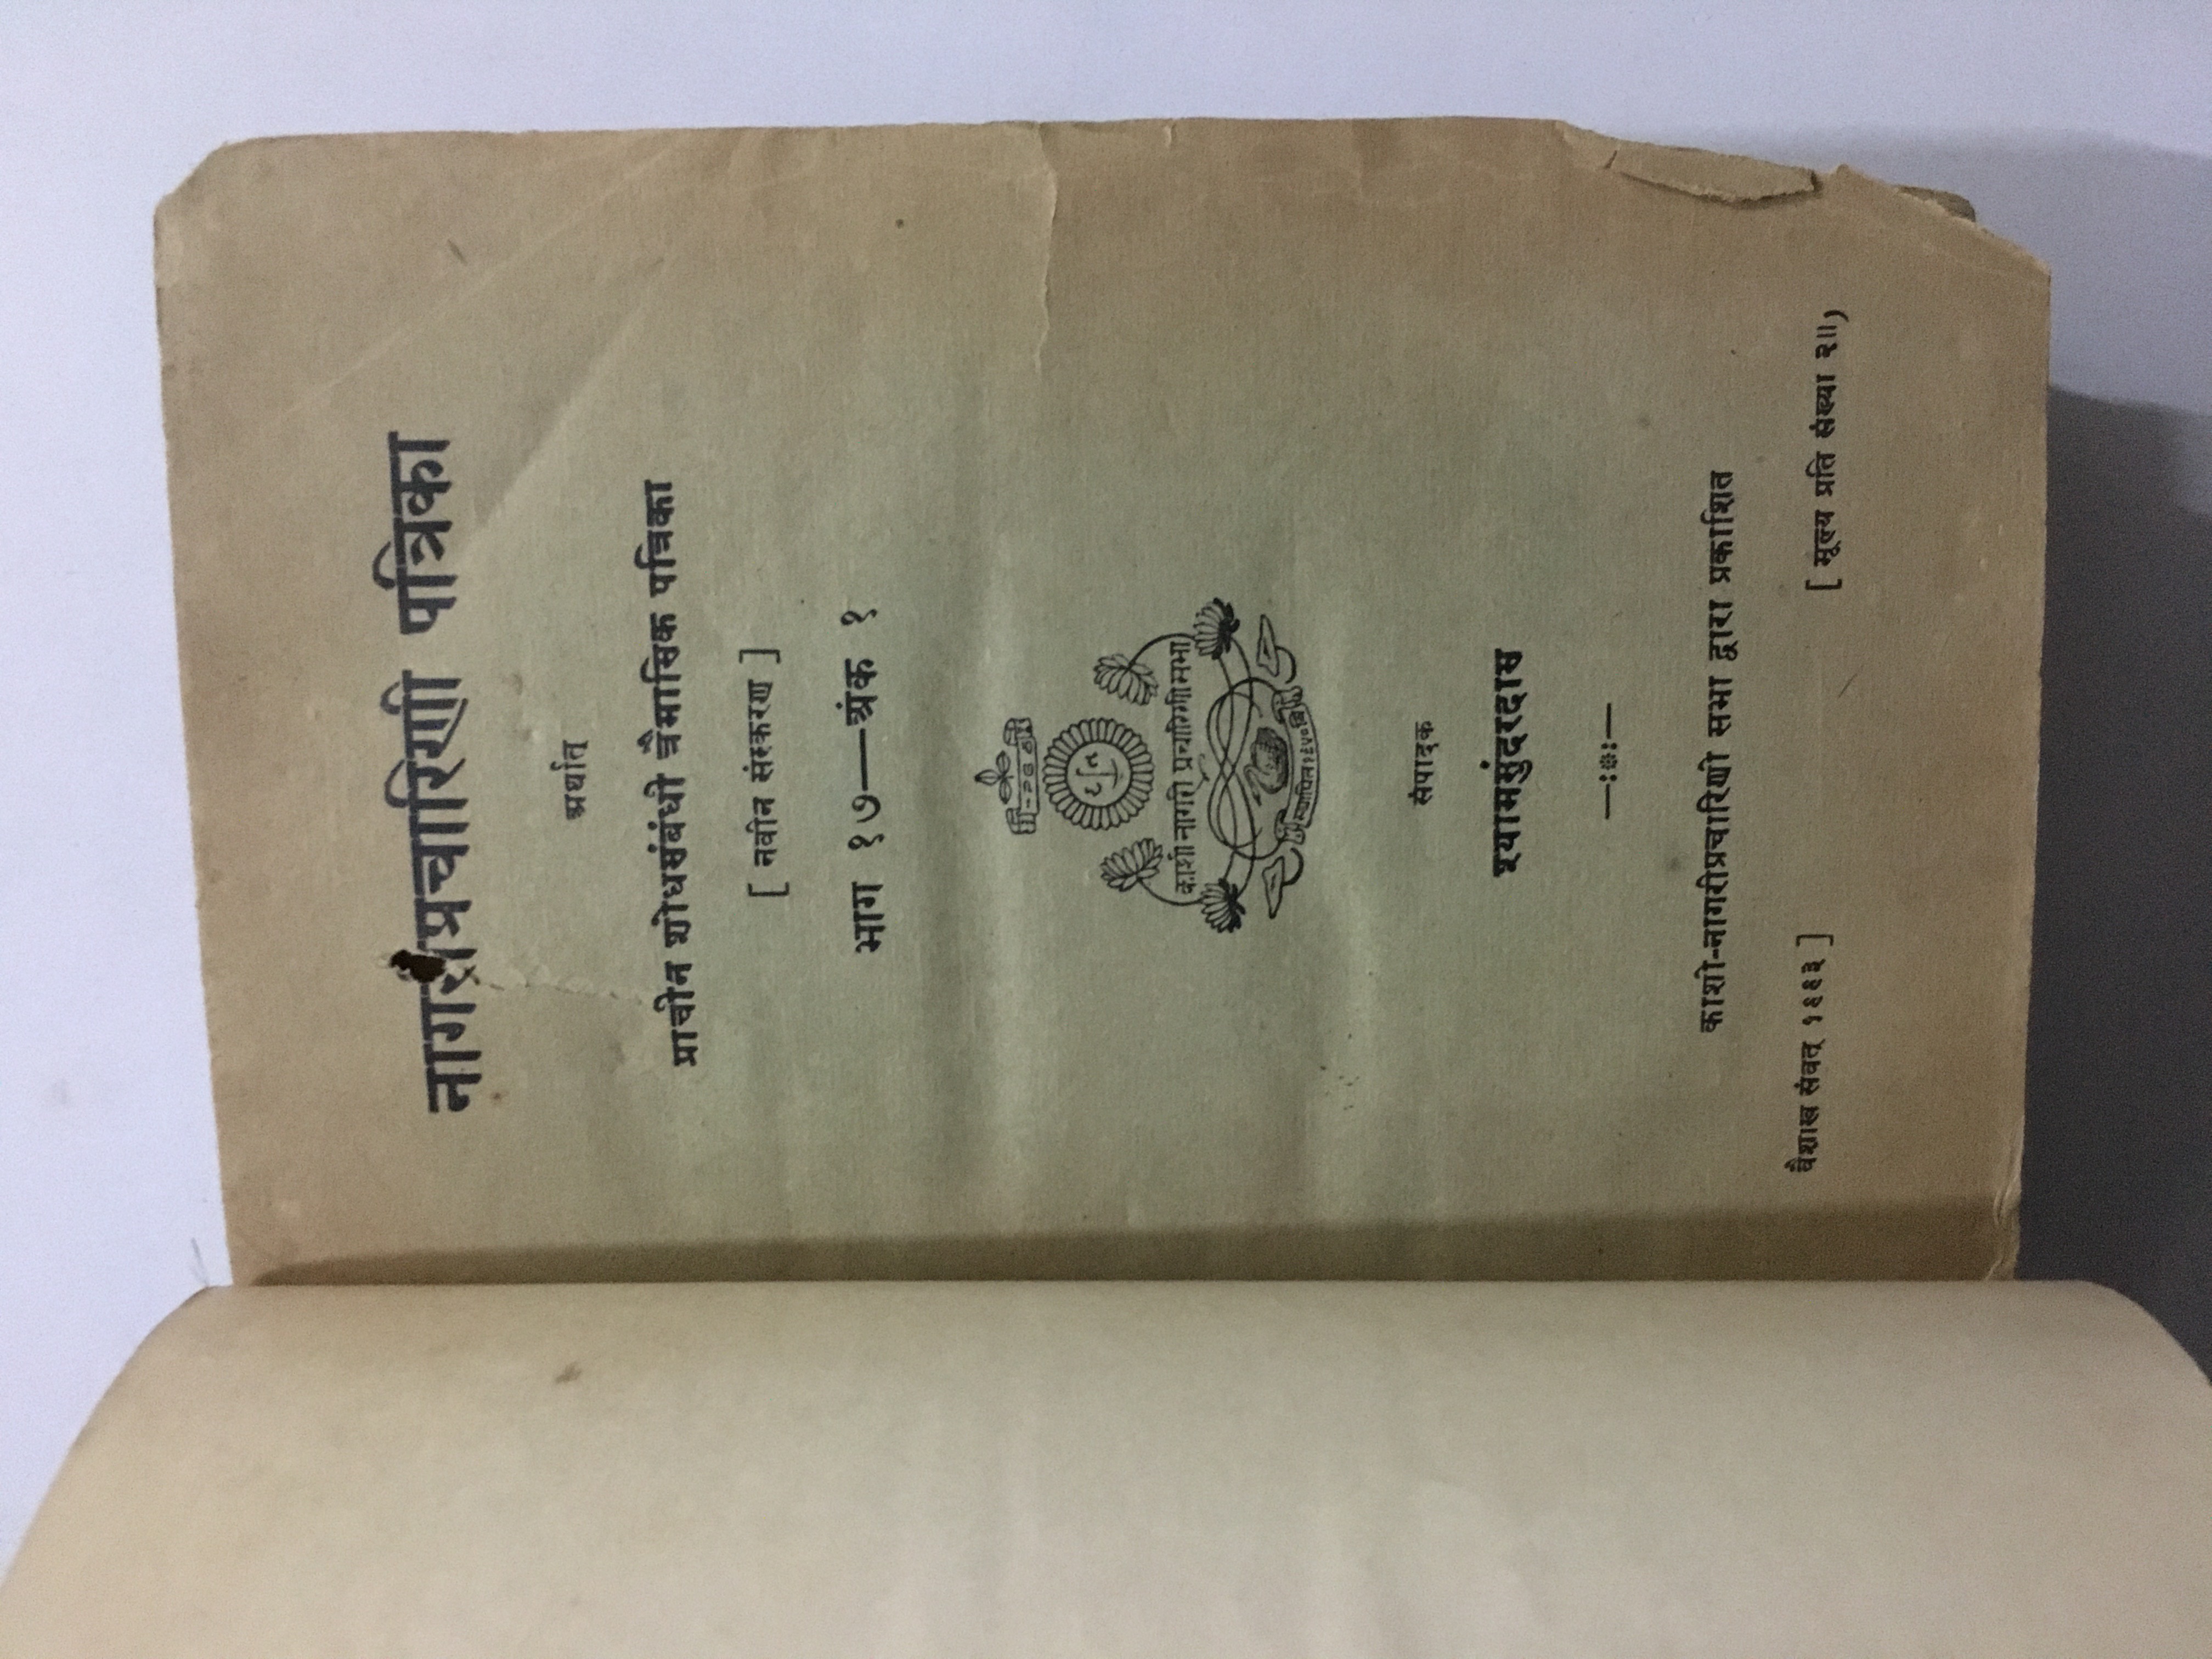 नागरीप्रचारिणी पत्रिका
अर्थात्
प्राचीन शोधसंबंधी त्रैमासिक पत्रिका
[ नवीन संस्करण ]
भाग १७—अंक १
काशी नागरी प्रचारिणी सभा
संपादक
श्यामसुंदरदास
काशी-नागरीप्रचारिणी सभा द्वारा प्रकाशित
वैशाख संवत् १९९३ ]
[ मूल्य प्रति संख्या २॥)